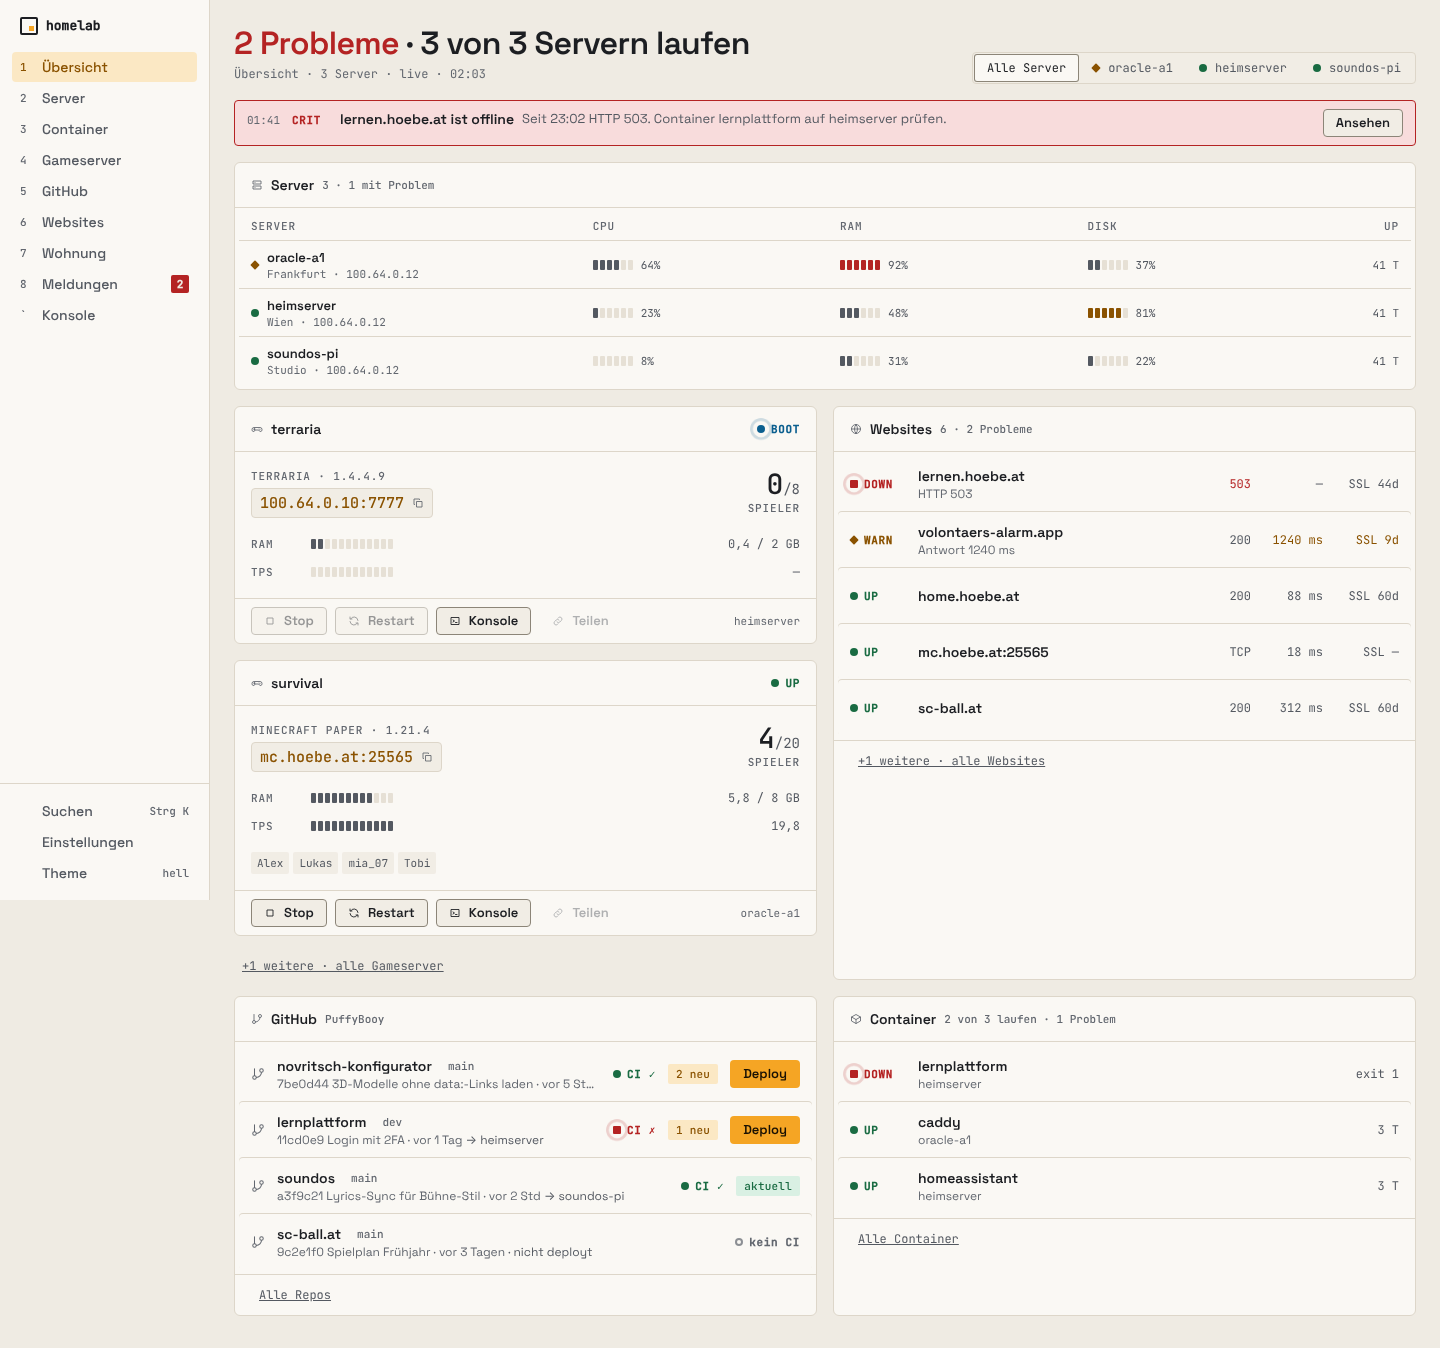 homelab
1 Übersicht
2 Server
3 Container
4 Gameserver
5 GitHub
6 Websites
7 Wohnung
8 Meldungen 2
` Konsole
Suchen Strg K
Einstellungen
Theme hell
2 Probleme · 3 von 3 Servern laufen
Übersicht · 3 Server · live · 02:03
Alle Server oracle-a1 heimserver soundos-pi
01:41 CRIT lernen.hoebe.at ist offline Seit 23:02 HTTP 503. Container lernplattform auf heimserver prüfen. Ansehen
Server 3 · 1 mit Problem
SERVER CPU RAM DISK UP
oracle-a1 64% 92% 37% 41 T
Frankfurt · 100.64.0.12
heimserver 23% 48% 81% 41 T
Wien · 100.64.0.12
soundos-pi 8% 31% 22% 41 T
Studio · 100.64.0.12
terraria BOOT
TERRARIA · 1.4.4.9
100.64.0.10:7777
0/8
SPIELER
RAM 0,4 / 2 GB
TPS —
Stop Restart Konsole Teilen heimserver
survival UP
MINECRAFT PAPER · 1.21.4
mc.hoebe.at:25565
4/20
SPIELER
RAM 5,8 / 8 GB
TPS 19,8
Alex Lukas mia_07 Tobi
Stop Restart Konsole Teilen oracle-a1
+1 weitere · alle Gameserver
Websites 6 · 2 Probleme
DOWN lernen.hoebe.at 503 — SSL 44d
HTTP 503
WARN volontaers-alarm.app 200 1240 ms SSL 9d
Antwort 1240 ms
UP home.hoebe.at 200 88 ms SSL 60d
UP mc.hoebe.at:25565 TCP 18 ms SSL —
UP sc-ball.at 200 312 ms SSL 60d
+1 weitere · alle Websites
GitHub PuffyBooy
novritsch-konfigurator main CI ✓ 2 neu Deploy
7be0d44 3D-Modelle ohne data:-Links laden · vor 5 St…
lernplattform dev CI ✗ 1 neu Deploy
11cd0e9 Login mit 2FA · vor 1 Tag → heimserver
soundos main CI ✓ aktuell
a3f9c21 Lyrics-Sync für Bühne-Stil · vor 2 Std → soundos-pi
sc-ball.at main kein CI
9c2e1f0 Spielplan Frühjahr · vor 3 Tagen · nicht deployt
Alle Repos
Container 2 von 3 laufen · 1 Problem
DOWN lernplattform exit 1
heimserver
UP caddy 3 T
oracle-a1
UP homeassistant 3 T
heimserver
Alle Container